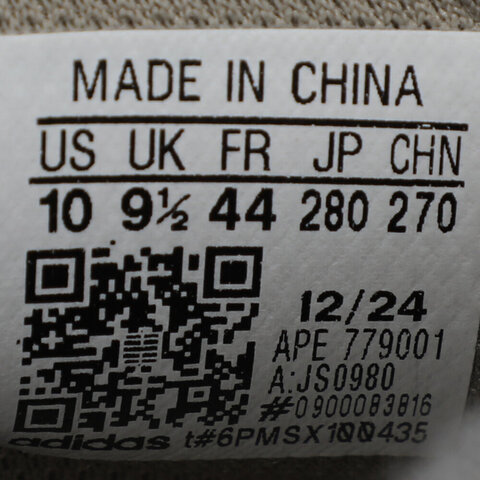 MADE IN CHINA
US UK FR JP CHN
10 9½ 44 280 270
12/24
APE 779001
A:JS0980
#0900083816
adidas t#6PMSX100435